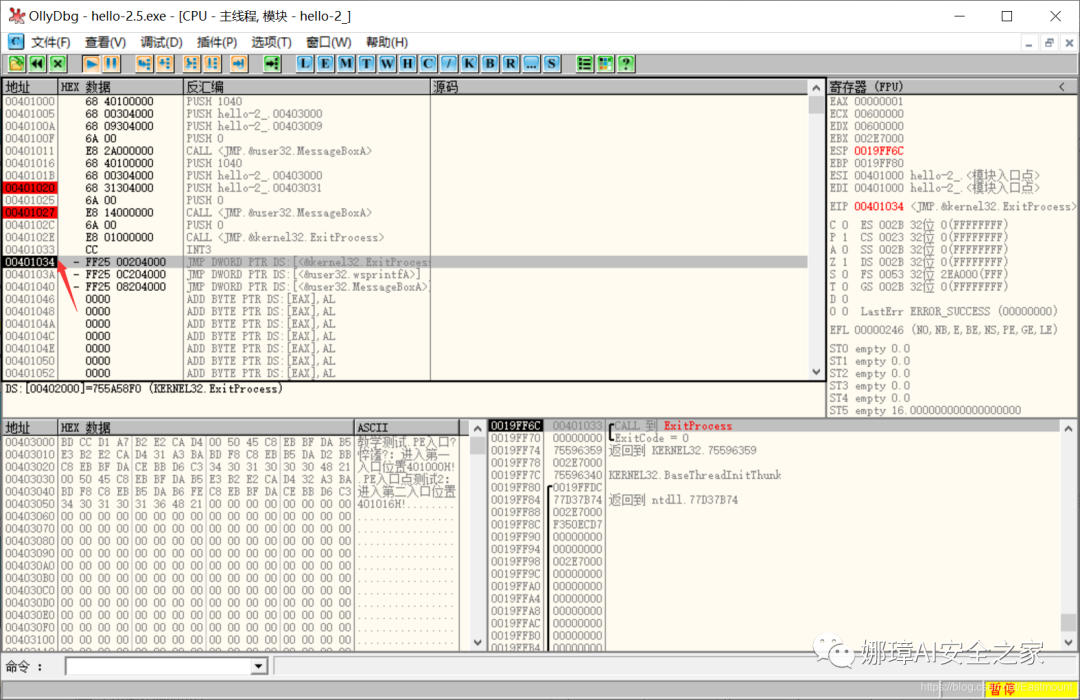 OllyDbg - hello-2.5.exe - [CPU - 主线程, 模块 - hello-2_]
C 文件(F) 查看(V) 调试(D) 插件(P) 选项(T) 窗口(W) 帮助(H)
L E M T W H C / K B R ... S ?
地址 HEX 数据 反汇编 源码
00401000 68 40100000 PUSH 1040
00401005 68 00304000 PUSH hello-2_.00403000
0040100A 68 09304000 PUSH hello-2_.00403009
0040100F 6A 00 PUSH 0
00401011 E8 2A000000 CALL <JMP.&user32.MessageBoxA>
00401016 68 40100000 PUSH 1040
0040101B 68 00304000 PUSH hello-2_.00403000
00401020 68 31304000 PUSH hello-2_.00403031
00401025 6A 00 PUSH 0
00401027 E8 14000000 CALL <JMP.&user32.MessageBoxA>
0040102C 6A 00 PUSH 0
0040102E E8 01000000 CALL <JMP.&kernel32.ExitProcess>
00401033 CC INT3
00401034 - FF25 00204000 JMP DWORD PTR DS:[<&kernel32.ExitProces
0040103A - FF25 0C204000 JMP DWORD PTR DS:[<&user32.wsprintfA>]
00401040 - FF25 08204000 JMP DWORD PTR DS:[<&user32.MessageBoxA>
00401046 0000 ADD BYTE PTR DS:[EAX],AL
00401048 0000 ADD BYTE PTR DS:[EAX],AL
0040104A 0000 ADD BYTE PTR DS:[EAX],AL
0040104C 0000 ADD BYTE PTR DS:[EAX],AL
0040104E 0000 ADD BYTE PTR DS:[EAX],AL
00401050 0000 ADD BYTE PTR DS:[EAX],AL
00401052 0000 ADD BYTE PTR DS:[EAX],AL
DS:[00402000]=755A58F0 (KERNEL32.ExitProcess)
寄存器 (FPU) <
EAX 00000001
ECX 00600000
EDX 00600000
EBX 002E7000
ESP 0019FF6C
EBP 0019FF80
ESI 00401000 hello-2_.<模块入口点>
EDI 00401000 hello-2_.<模块入口点>
EIP 00401034 <JMP.&kernel32.ExitProcess>
C 0 ES 002B 32位 0(FFFFFFFF)
P 1 CS 0023 32位 0(FFFFFFFF)
A 0 SS 002B 32位 0(FFFFFFFF)
Z 1 DS 002B 32位 0(FFFFFFFF)
S 0 FS 0053 32位 2EA000(FFF)
T 0 GS 002B 32位 0(FFFFFFFF)
D 0
O 0 LastErr ERROR_SUCCESS (00000000)
EFL 00000246 (NO,NB,E,BE,NS,PE,GE,LE)
ST0 empty 0.0
ST1 empty 0.0
ST2 empty 0.0
ST3 empty 0.0
ST4 empty 0.0
ST5 empty 16.000000000000000000
地址 HEX 数据 ASCII
00403000 BD CC D1 A7 B2 E2 CA D4 00 50 45 C8 EB BF DA B5 教学测试.PE入口?
00403010 E3 B2 E2 CA D4 31 A3 BA BD F8 C8 EB B5 DA D2 BB 悴馐?：进入第一
00403020 C8 EB BF DA CE BB D6 C3 34 30 31 30 30 30 48 21 入口位置401000H!
00403030 00 50 45 C8 EB BF DA B5 E3 B2 E2 CA D4 32 A3 BA .PE入口点测试2：
00403040 BD F8 C8 EB B5 DA B6 FE C8 EB BF DA CE BB D6 C3 进入第二入口位置
00403050 34 30 31 30 31 36 48 21 00 00 00 00 00 00 00 00 401016H!........
00403060 00 00 00 00 00 00 00 00 00 00 00 00 00 00 00 00 ................
00403070 00 00 00 00 00 00 00 00 00 00 00 00 00 00 00 00 ................
00403080 00 00 00 00 00 00 00 00 00 00 00 00 00 00 00 00 ................
00403090 00 00 00 00 00 00 00 00 00 00 00 00 00 00 00 00 ................
004030A0 00 00 00 00 00 00 00 00 00 00 00 00 00 00 00 00 ................
004030B0 00 00 00 00 00 00 00 00 00 00 00 00 00 00 00 00 ................
004030C0 00 00 00 00 00 00 00 00 00 00 00 00 00 00 00 00 ................
004030D0 00 00 00 00 00 00 00 00 00 00 00 00 00 00 00 00 ................
004030E0 00 00 00 00 00 00 00 00 00 00 00 00 00 00 00 00 ................
004030F0 00 00 00 00 00 00 00 00 00 00 00 00 00 00 00 00 ................
00403100 00 00 00 00 00 00 00 00 00 00 00 00 00 00 00 00 ................
0019FF6C 00401033 CALL 到 ExitProcess
0019FF70 00000000 ExitCode = 0
0019FF74 75596359 返回到 KERNEL32.75596359
0019FF78 002E7000
0019FF7C 75596340 KERNEL32.BaseThreadInitThunk
0019FF80 0019FFDC
0019FF84 77D37B74 返回到 ntdll.77D37B74
0019FF88 002E7000
0019FF8C F350ECD7
0019FF90 00000000
0019FF94 00000000
0019FF98 002E7000
0019FF9C 00000000
0019FFA0 00000000
0019FFA4 00000000
0019FFA8 00000000
0019FFAC 00000000
0019FFB0 00000000
0019FFB4 00000000
娜璋AI安全之家
命令 ：
暂停